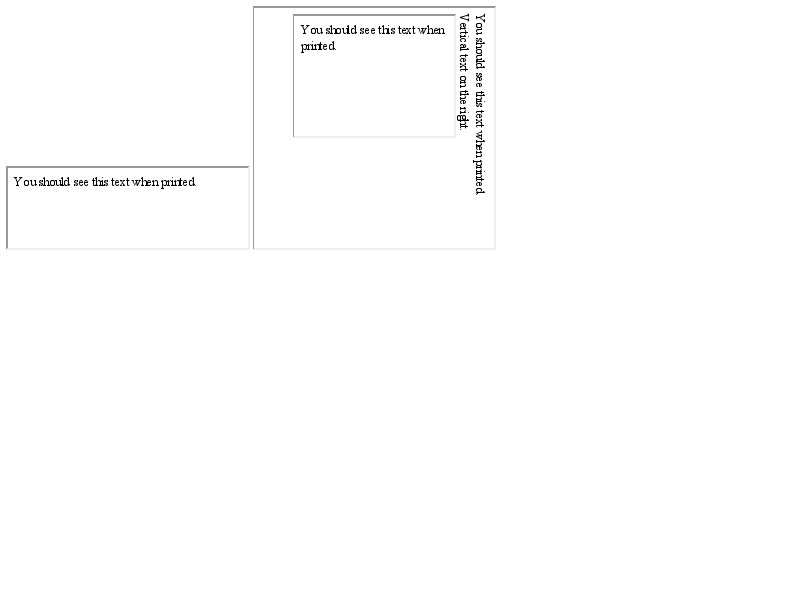 You should see this text when printed.
You should see this text when printed.
Vertical text on the right.
You should see this text when
printed.